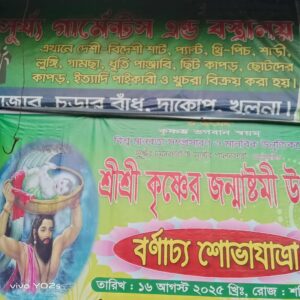 সূর্য্য গার্মেন্টস এন্ড বস্ত্রালয়
এখানে দেশী-বিদেশী শার্ট, প্যান্ট, থ্রি-পিচ, শাড়ী,
লুঙ্গি, গামছা, ধুতি পাঞ্জাবি, ছিট কাপড়, ছোটদের
কাপড়, ইত্যাদি পাইকারী ও খুচরা বিক্রয় করা হয়।
বাজার চড়ার বাঁধ দাকোপ খুলনা।
কৃষ্ণস্তু ভগবান স্বয়ম্
শ্রীশ্রী কৃষ্ণের জন্মাষ্টমী উ
বর্ণাঢ্য শোভাযাত্রা
তারিখ : ১৬ আগস্ট ২০২৫ খ্রিঃ, রোজ : শ
vivo Y02s